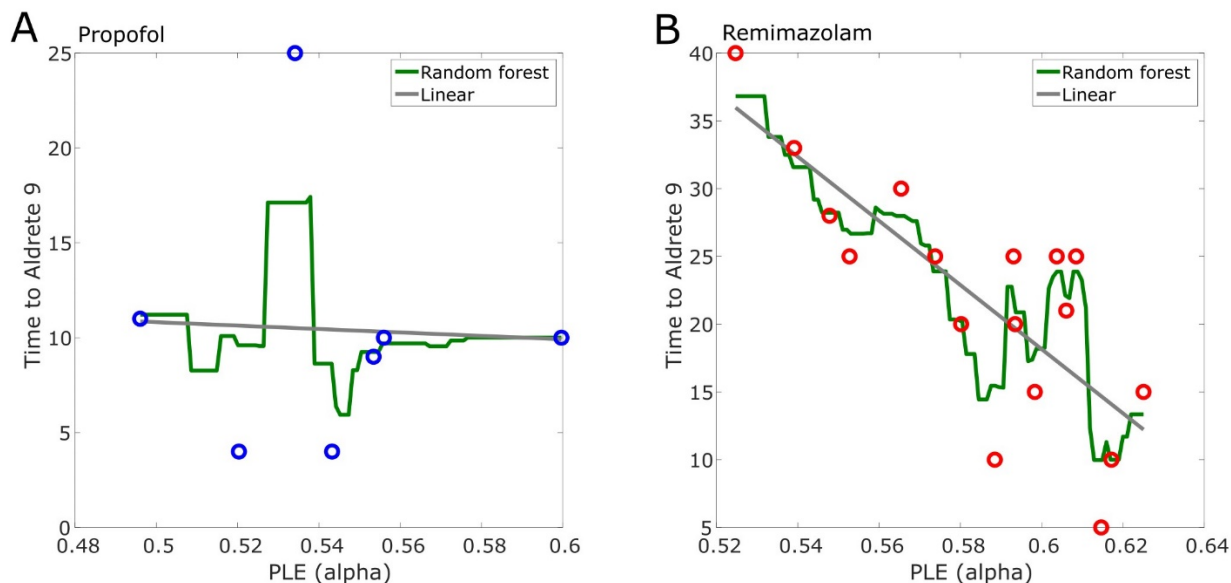 A
Propofol
25
20
15
10
5
0
Time to Aldrete 9
0.48
0.5
0.52
0.54
0.56
0.58
0.6
PLE (alpha)
Random forest
Linear
B
Remimazolam
40
35
30
25
20
15
10
5
Time to Aldrete 9
0.52
0.54
0.56
0.58
0.6
0.62
0.64
PLE (alpha)
Random forest
Linear